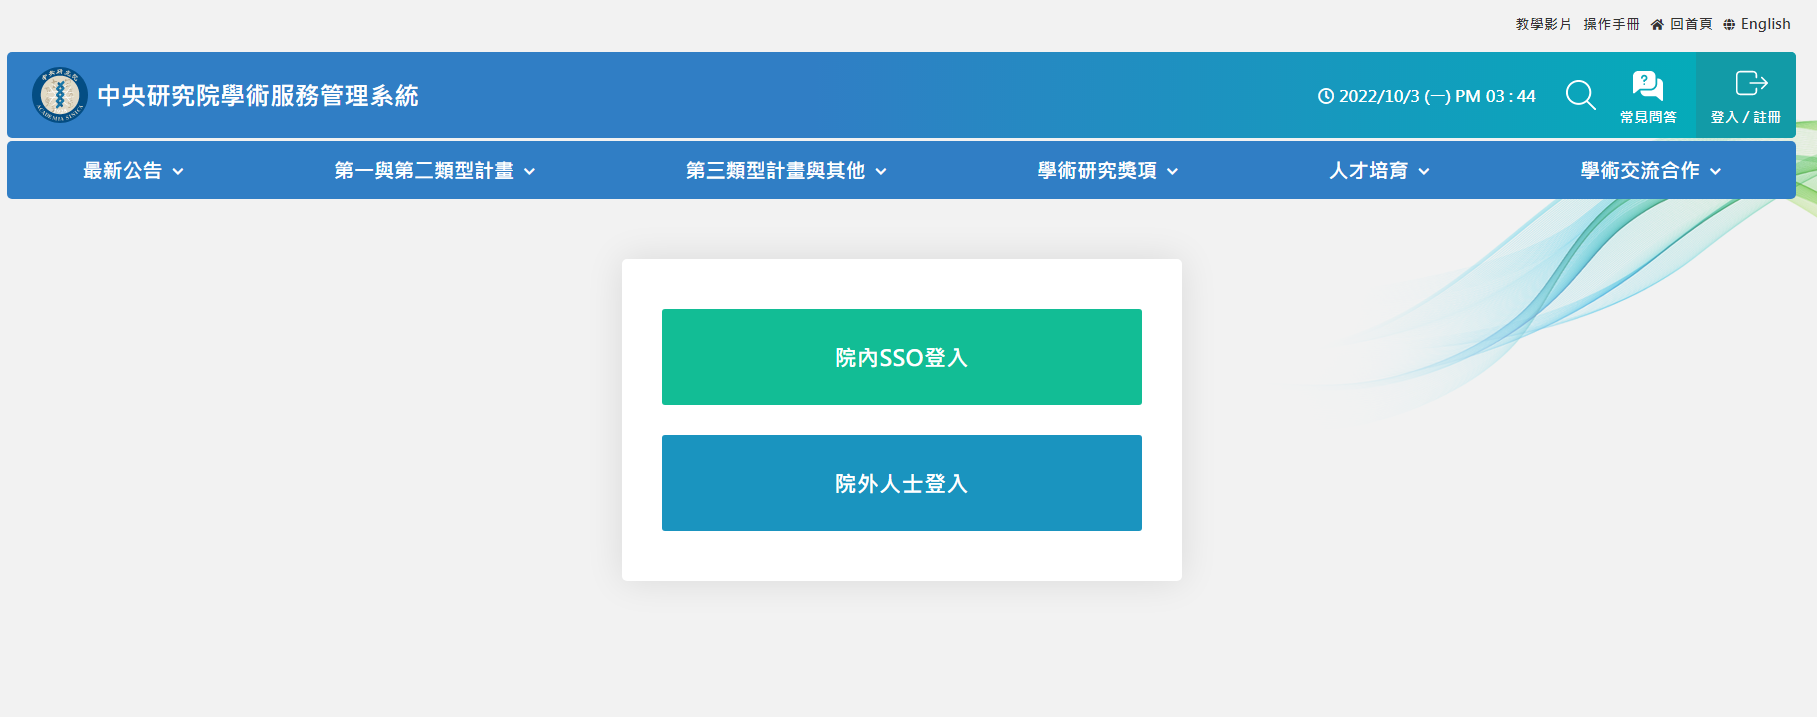 教學影片 操作手冊 回首頁 English
中央研究院學術服務管理系統
2022/10/3 (一) PM 03 : 44
常見問答
登入 / 註冊
最新公告 第一與第二類型計畫 第三類型計畫與其他 學術研究獎項 人才培育 學術交流合作
院內SSO登入
院外人士登入